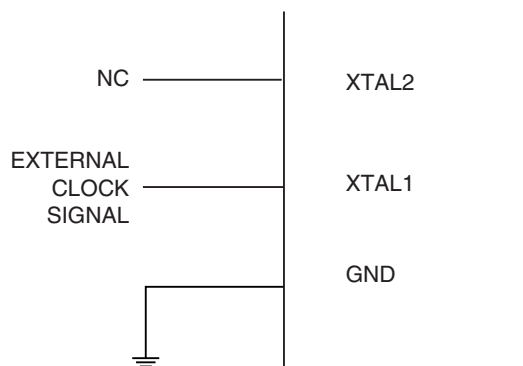 NC
XTAL2
EXTERNAL
CLOCK
SIGNAL
XTAL1
GND